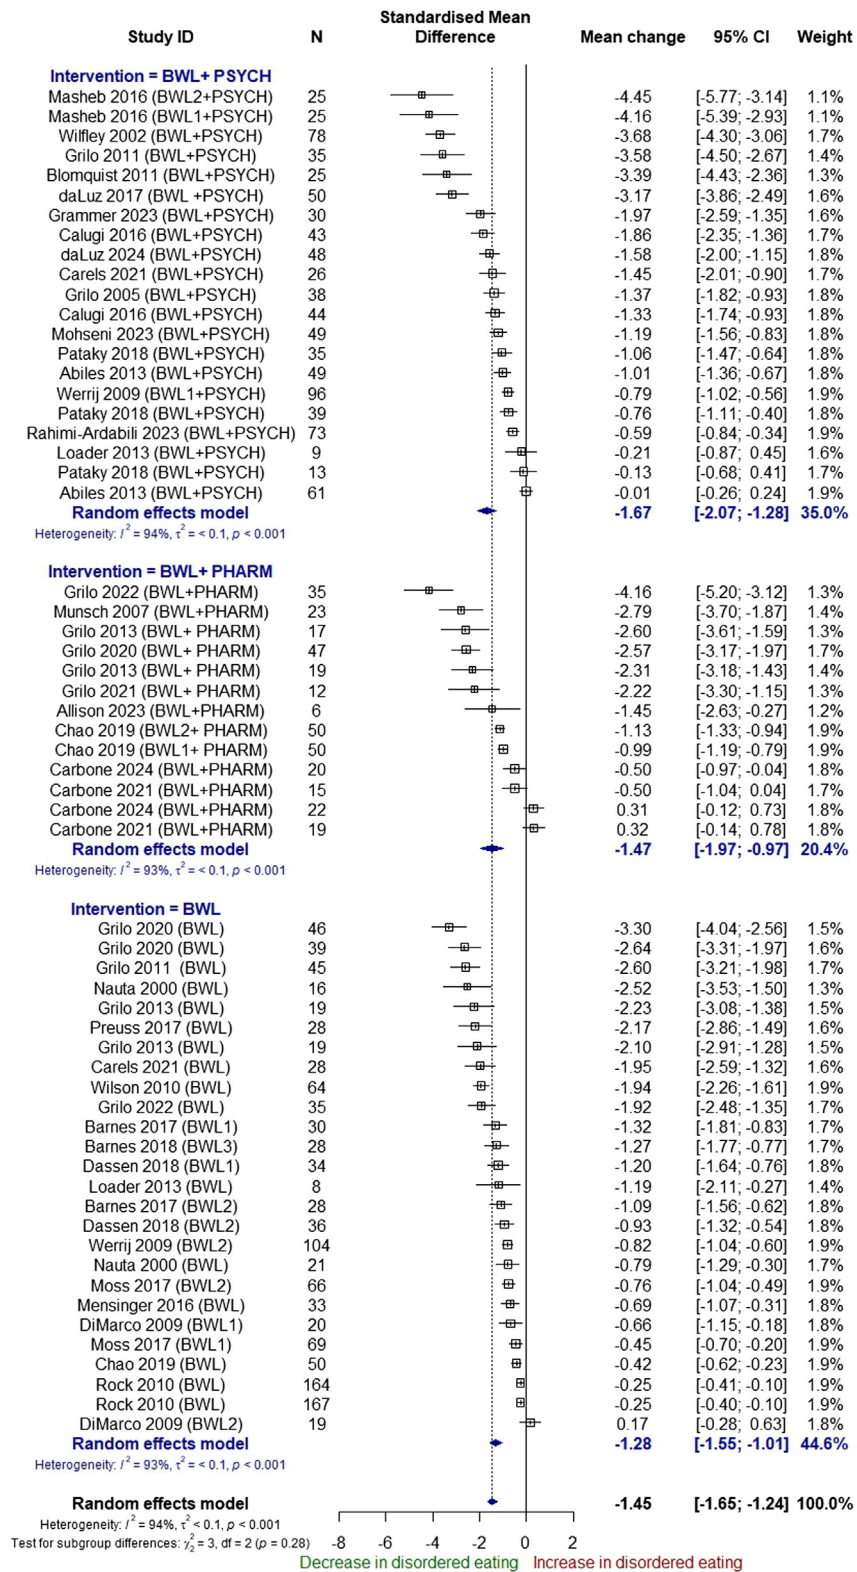 Standardised Mean
Study ID N Difference Mean change 95% CI Weight
Intervention = BWL+ PSYCH
Masheb 2016 (BWL2+PSYCH) 25 -4.45 [-5.77; -3.14] 1.1%
Masheb 2016 (BWL1+PSYCH) 25 -4.16 [-5.39; -2.93] 1.1%
Wilfley 2002 (BWL+PSYCH) 78 -3.68 [-4.30; -3.06] 1.7%
Grilo 2011 (BWL+PSYCH) 35 -3.58 [-4.50; -2.67] 1.4%
Blomquist 2011 (BWL+PSYCH) 25 -3.39 [-4.43; -2.36] 1.1%
daLuz 2017 (BWL +PSYCH) 50 -3.17 [-3.86; -2.49] 1.6%
Grammer 2023 (BWL+PSYCH) 30 -1.97 [-2.59; -1.35] 1.6%
Calugi 2016 (BWL+PSYCH) 43 -1.86 [-2.35; -1.36] 1.7%
daLuz 2024 (BWL+PSYCH) 48 -1.58 [-2.00; -1.15] 1.8%
Carels 2021 (BWL+PSYCH) 26 -1.45 [-2.01; -0.90] 1.7%
Grilo 2005 (BWL+PSYCH) 38 -1.37 [-1.82; -0.93] 1.8%
Calugi 2016 (BWL+PSYCH) 44 -1.33 [-1.74; -0.93] 1.8%
Mohseni 2023 (BWL+PSYCH) 49 -1.19 [-1.56; -0.83] 1.8%
Pataky 2018 (BWL+PSYCH) 35 -1.06 [-1.47; -0.64] 1.8%
Abiles 2013 (BWL+PSYCH) 49 -1.01 [-1.36; -0.67] 1.8%
Werrij 2009 (BWL1+PSYCH) 96 -0.79 [-1.02; -0.56] 1.9%
Pataky 2018 (BWL+PSYCH) 39 -0.76 [-1.11; -0.40] 1.8%
Rahimi-Ardabili 2023 (BWL+PSYCH) 73 -0.59 [-0.84; -0.34] 1.9%
Loader 2013 (BWL+PSYCH) 9 -0.21 [-0.87; 0.45] 1.6%
Pataky 2018 (BWL+PSYCH) 13 -0.13 [-0.68; 0.41] 1.7%
Abiles 2013 (BWL+PSYCH) 61 -0.01 [-0.26; 0.24] 1.9%
Random effects model -1.67 [-2.07; -1.28] 35.0%
Heterogeneity: I² = 94%, τ² = < 0.1, p < 0.001
Intervention = BWL+ PHARM
Grilo 2022 (BWL+PHARM) 35 -4.16 [-5.20; -3.12] 1.3%
Munsch 2007 (BWL+PHARM) 23 -2.79 [-3.70; -1.87] 1.4%
Grilo 2013 (BWL+ PHARM) 17 -2.60 [-3.61; -1.59] 1.3%
Grilo 2020 (BWL+ PHARM) 47 -2.57 [-3.17; -1.97] 1.7%
Grilo 2013 (BWL+ PHARM) 19 -2.31 [-3.18; -1.43] 1.4%
Grilo 2021 (BWL+ PHARM) 12 -2.22 [-3.30; -1.15] 1.3%
Allison 2023 (BWL+PHARM) 6 -1.45 [-2.63; -0.27] 1.2%
Chao 2019 (BWL2+ PHARM) 50 -1.13 [-1.33; -0.94] 1.9%
Chao 2019 (BWL1+ PHARM) 50 -0.99 [-1.19; -0.79] 1.9%
Carbone 2024 (BWL+PHARM) 20 -0.50 [-0.97; -0.04] 1.8%
Carbone 2021 (BWL+PHARM) 15 -0.50 [-1.04; 0.04] 1.7%
Carbone 2024 (BWL+PHARM) 22 0.31 [-0.12; 0.73] 1.8%
Carbone 2021 (BWL+PHARM) 19 0.32 [-0.14; 0.78] 1.8%
Random effects model -1.47 [-1.97; -0.97] 20.4%
Heterogeneity: I² = 93%, τ² = < 0.1, p < 0.001
Intervention = BWL
Grilo 2020 (BWL) 46 -3.30 [-4.04; -2.56] 1.5%
Grilo 2020 (BWL) 39 -2.64 [-3.31; -1.97] 1.6%
Grilo 2011 (BWL) 45 -2.60 [-3.21; -1.98] 1.7%
Nauta 2000 (BWL) 16 -2.52 [-3.53; -1.50] 1.3%
Grilo 2013 (BWL) 19 -2.23 [-3.08; -1.38] 1.5%
Preuss 2017 (BWL) 28 -2.17 [-2.86; -1.49] 1.6%
Grilo 2013 (BWL) 19 -2.10 [-2.91; -1.28] 1.5%
Carels 2021 (BWL) 28 -1.95 [-2.59; -1.32] 1.6%
Wilson 2010 (BWL) 64 -1.94 [-2.26; -1.61] 1.9%
Grilo 2022 (BWL) 35 -1.92 [-2.48; -1.35] 1.7%
Barnes 2017 (BWL1) 30 -1.32 [-1.81; -0.83] 1.7%
Barnes 2018 (BWL3) 28 -1.27 [-1.77; -0.77] 1.7%
Dassen 2018 (BWL1) 34 -1.20 [-1.64; -0.76] 1.8%
Loader 2013 (BWL) 8 -1.19 [-2.11; -0.27] 1.4%
Barnes 2017 (BWL2) 28 -1.09 [-1.56; -0.62] 1.8%
Dassen 2018 (BWL2) 36 -0.93 [-1.32; -0.54] 1.8%
Werrij 2009 (BWL2) 104 -0.82 [-1.04; -0.60] 1.9%
Nauta 2000 (BWL) 21 -0.79 [-1.29; -0.30] 1.7%
Moss 2017 (BWL2) 66 -0.76 [-1.04; -0.49] 1.9%
Mensinger 2016 (BWL) 33 -0.69 [-1.07; -0.31] 1.8%
DiMarco 2009 (BWL1) 20 -0.66 [-1.15; -0.18] 1.8%
Moss 2017 (BWL1) 69 -0.45 [-0.70; -0.20] 1.9%
Chao 2019 (BWL) 50 -0.42 [-0.62; -0.23] 1.9%
Rock 2010 (BWL) 164 -0.25 [-0.41; -0.10] 1.9%
Rock 2010 (BWL) 167 -0.25 [-0.40; -0.10] 1.9%
DiMarco 2009 (BWL2) 19 0.17 [-0.28; 0.63] 1.8%
Random effects model -1.28 [-1.55; -1.01] 44.6%
Heterogeneity: I² = 93%, τ² = < 0.1, p < 0.001
Random effects model -1.45 [-1.65; -1.24] 100.0%
Heterogeneity: I² = 94%, τ² < 0.1, p < 0.001
Test for subgroup differences: χ²₂ = 3, df = 2 (p = 0.28) -8 -6 -4 -2 0 2
Decrease in disordered eating Increase in disordered eating